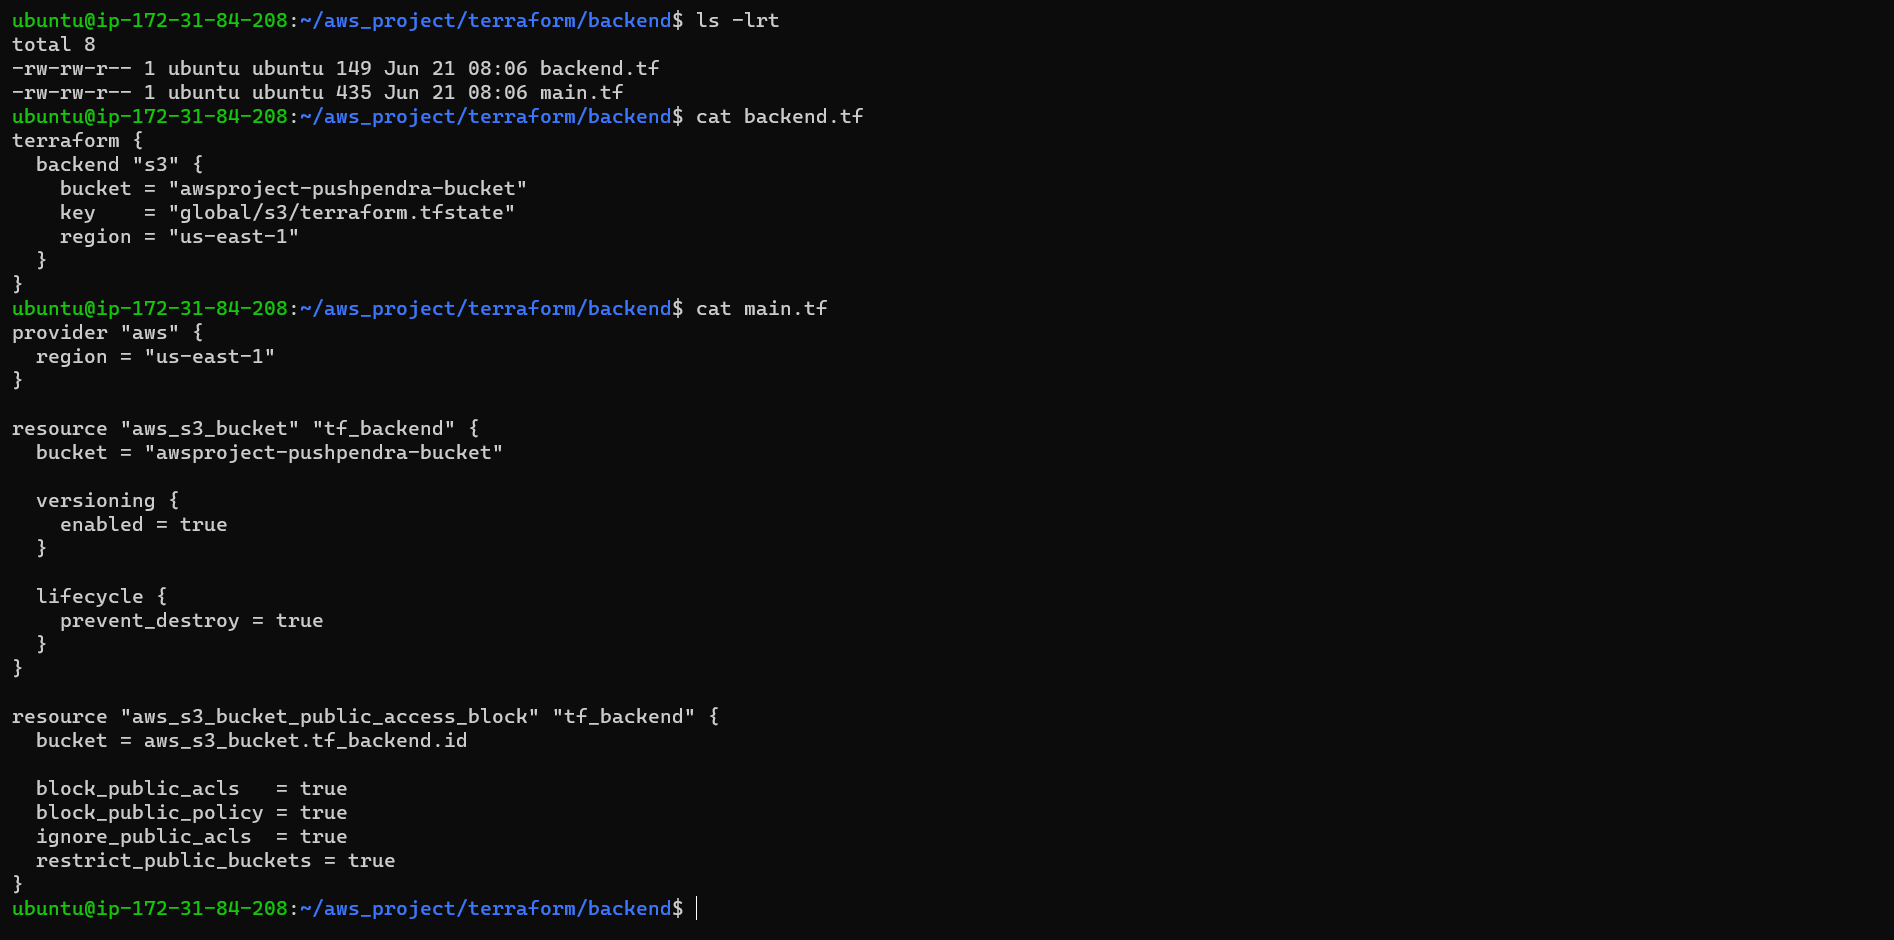 ubuntu@ip-172-31-84-208:~/aws_project/terraform/backend$ ls -lrt
total 8
-rw-rw-r-- 1 ubuntu ubuntu 149 Jun 21 08:06 backend.tf
-rw-rw-r-- 1 ubuntu ubuntu 435 Jun 21 08:06 main.tf
ubuntu@ip-172-31-84-208:~/aws_project/terraform/backend$ cat backend.tf
terraform {
  backend "s3" {
    bucket = "awsproject-pushpendra-bucket"
    key    = "global/s3/terraform.tfstate"
    region = "us-east-1"
  }
}
ubuntu@ip-172-31-84-208:~/aws_project/terraform/backend$ cat main.tf
provider "aws" {
  region = "us-east-1"
}

resource "aws_s3_bucket" "tf_backend" {
  bucket = "awsproject-pushpendra-bucket"

  versioning {
    enabled = true
  }

  lifecycle {
    prevent_destroy = true
  }
}

resource "aws_s3_bucket_public_access_block" "tf_backend" {
  bucket = aws_s3_bucket.tf_backend.id

  block_public_acls   = true
  block_public_policy = true
  ignore_public_acls  = true
  restrict_public_buckets = true
}
ubuntu@ip-172-31-84-208:~/aws_project/terraform/backend$